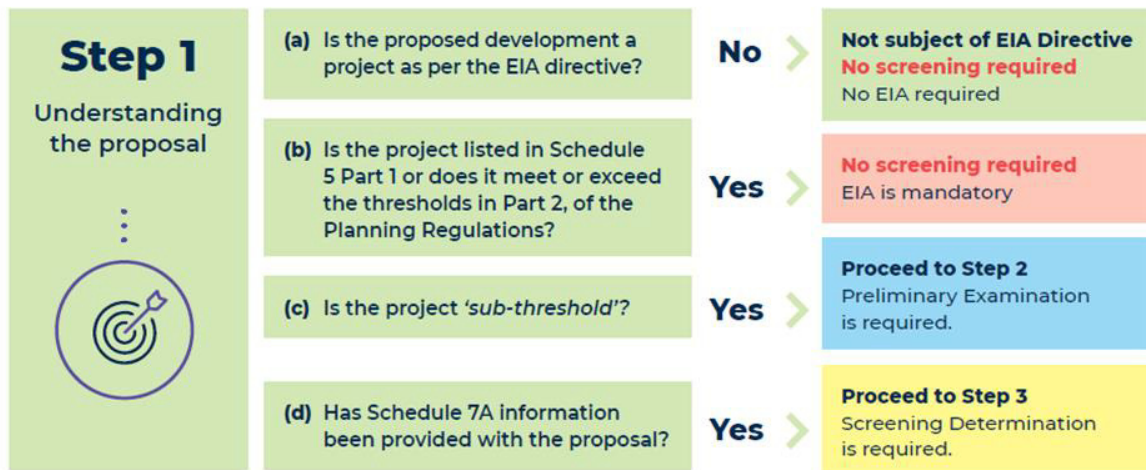 Step 1
Understanding
the proposal
(a) Is the proposed development a
project as per the EIA directive?
No
Not subject of EIA Directive
No screening required
No EIA required
(b) Is the project listed in Schedule
5 Part 1 or does it meet or exceed
the thresholds in Part 2, of the
Planning Regulations?
Yes
No screening required
EIA is mandatory
(c) Is the project ‘sub-threshold’?
Yes
Proceed to Step 2
Preliminary Examination
is required.
(d) Has Schedule 7A information
been provided with the proposal?
Yes
Proceed to Step 3
Screening Determination
is required.